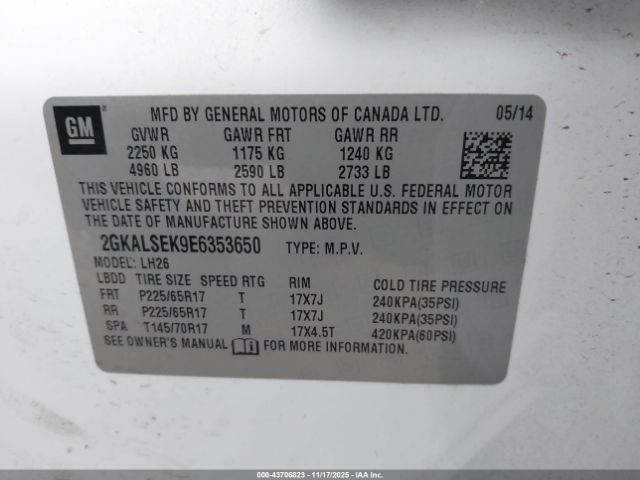 GM
MFD BY GENERAL MOTORS OF CANADA LTD. 05/14
GVWR GAWR FRT GAWR RR
2250 KG 1175 KG 1240 KG
4960 LB 2590 LB 2733 LB
THIS VEHICLE CONFORMS TO ALL APPLICABLE U.S. FEDERAL MOTOR
VEHICLE SAFETY AND THEFT PREVENTION STANDARDS IN EFFECT ON
THE DATE OF MANUFACTURE SHOWN ABOVE.
2GKALSEK9E6353650 TYPE: M.P.V.
MODEL: LH26
LBDD TIRE SIZE SPEED RTG RIM COLD TIRE PRESSURE
FRT P225/65R17 T 17X7J 240KPA(35PSI)
RR P225/65R17 T 17X7J 240KPA(35PSI)
SPA T145/70R17 M 17X4.5T 420KPA(60PSI)
SEE OWNER'S MANUAL FOR MORE INFORMATION.
000-43706823 - 11/17/2025 - IAAI.COM